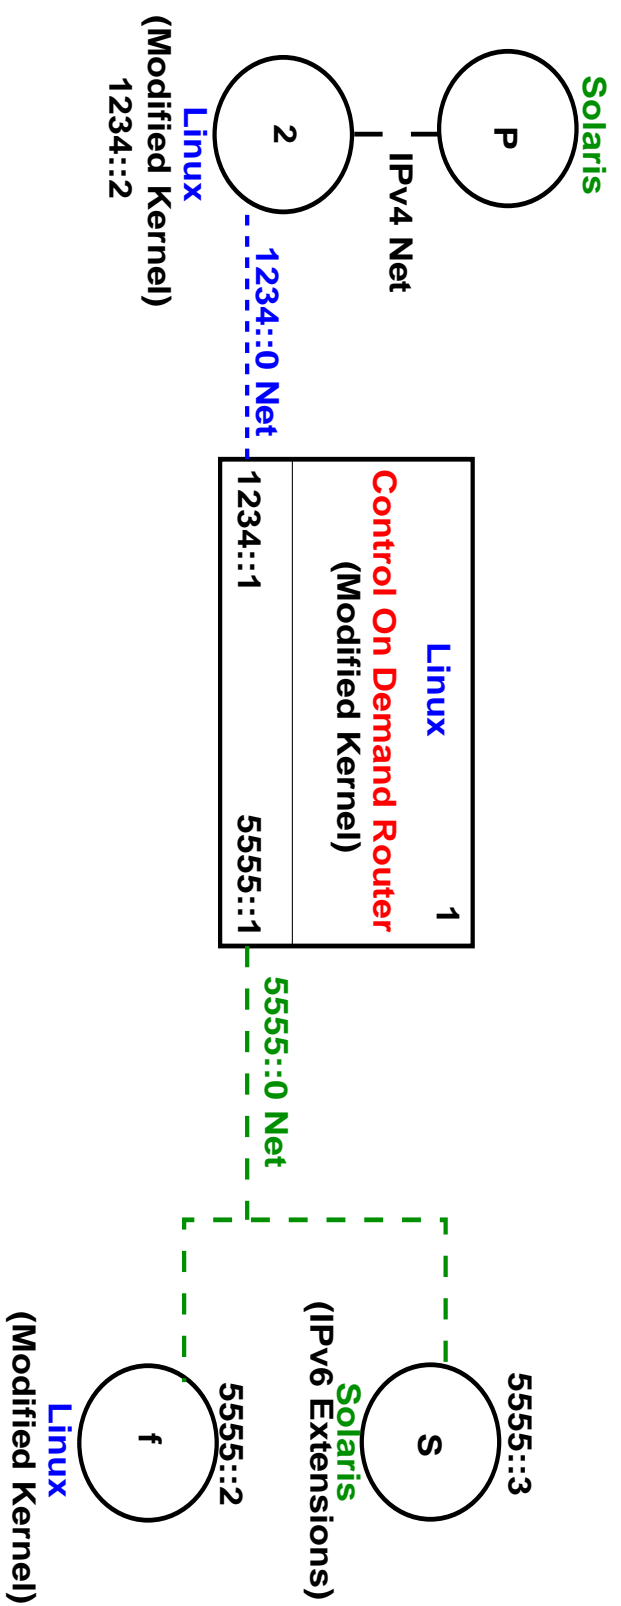 Solaris
P
IPv4 Net
2
Linux
(Modified Kernel)
1234::2
1234::0 Net
Linux
1
Control On Demand Router
(Modified Kernel)
1234::1
5555::1
5555::0 Net
5555::3
S
Solaris
(IPv6 Extensions)
5555::2
f
Linux
(Modified Kernel)